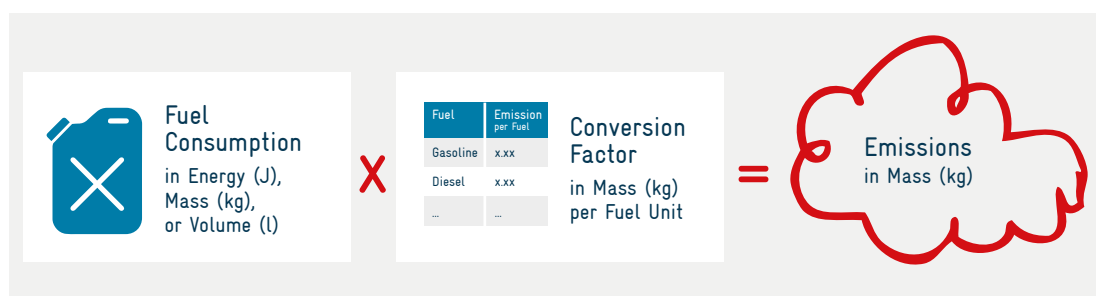 Fuel
Consumption
in Energy (J),
Mass (kg),
or Volume (l)
X
Fuel Emission
per Fuel
Gasoline x.xx
Diesel x.xx
... ...
Conversion
Factor
in Mass (kg)
per Fuel Unit
=
Emissions
in Mass (kg)